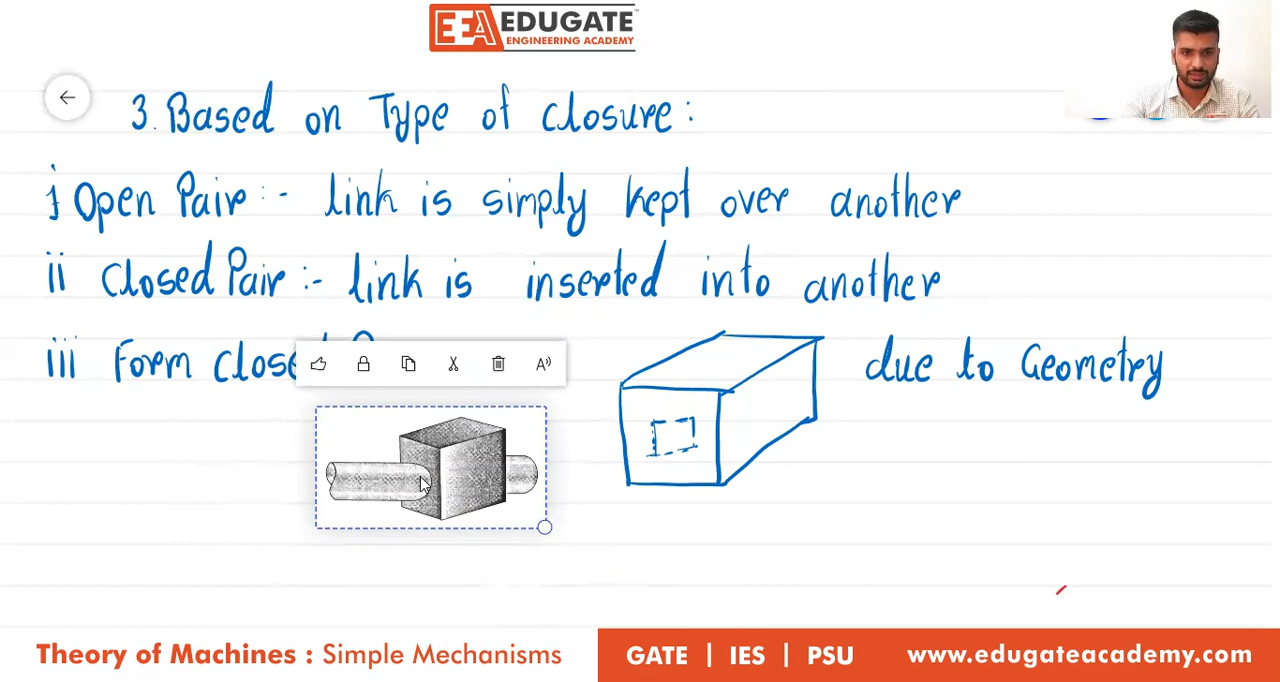 EEA EDUGATE
ENGINEERING ACADEMY
3. Based on Type of closure:
i Open Pair :- link is simply kept over another
ii Closed Pair :- link is inserted into another
iii Form close due to Geometry
Theory of Machines : Simple Mechanisms
GATE | IES | PSU www.edugateacademy.com